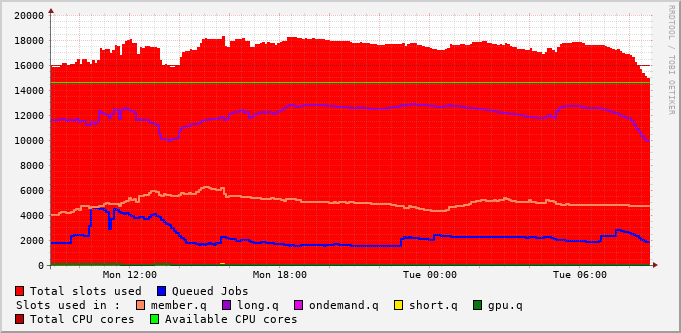 20000
18000
16000
14000
12000
10000
8000
6000
4000
2000
0
Mon 12:00 Mon 18:00 Tue 00:00 Tue 06:00
RRDTOOL / TOBI OETIKER
Total slots used Queued Jobs
Slots used in : member.q long.q ondemand.q short.q gpu.q
Total CPU cores Available CPU cores